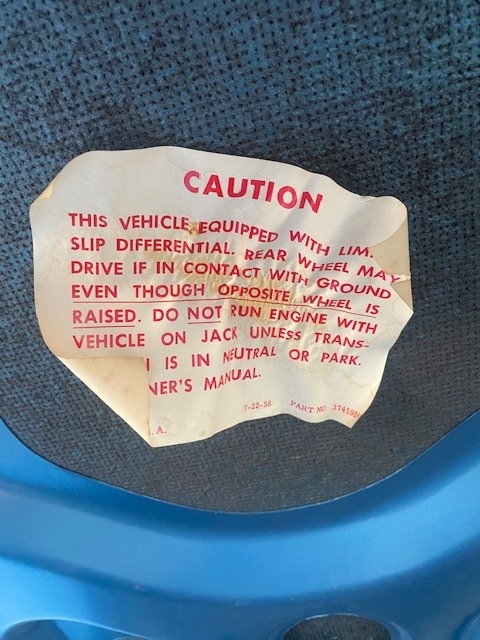 CAUTION
THIS VEHICLE EQUIPPED WITH LIM.
SLIP DIFFERENTIAL. REAR WHEEL MAY
DRIVE IF IN CONTACT WITH GROUND
EVEN THOUGH OPPOSITE WHEEL IS
RAISED. DO NOT RUN ENGINE WITH
VEHICLE ON JACK UNLESS TRANS-
IS IN NEUTRAL OR PARK.
NER'S MANUAL.
. A. 7-22-58 PART NO. 374592